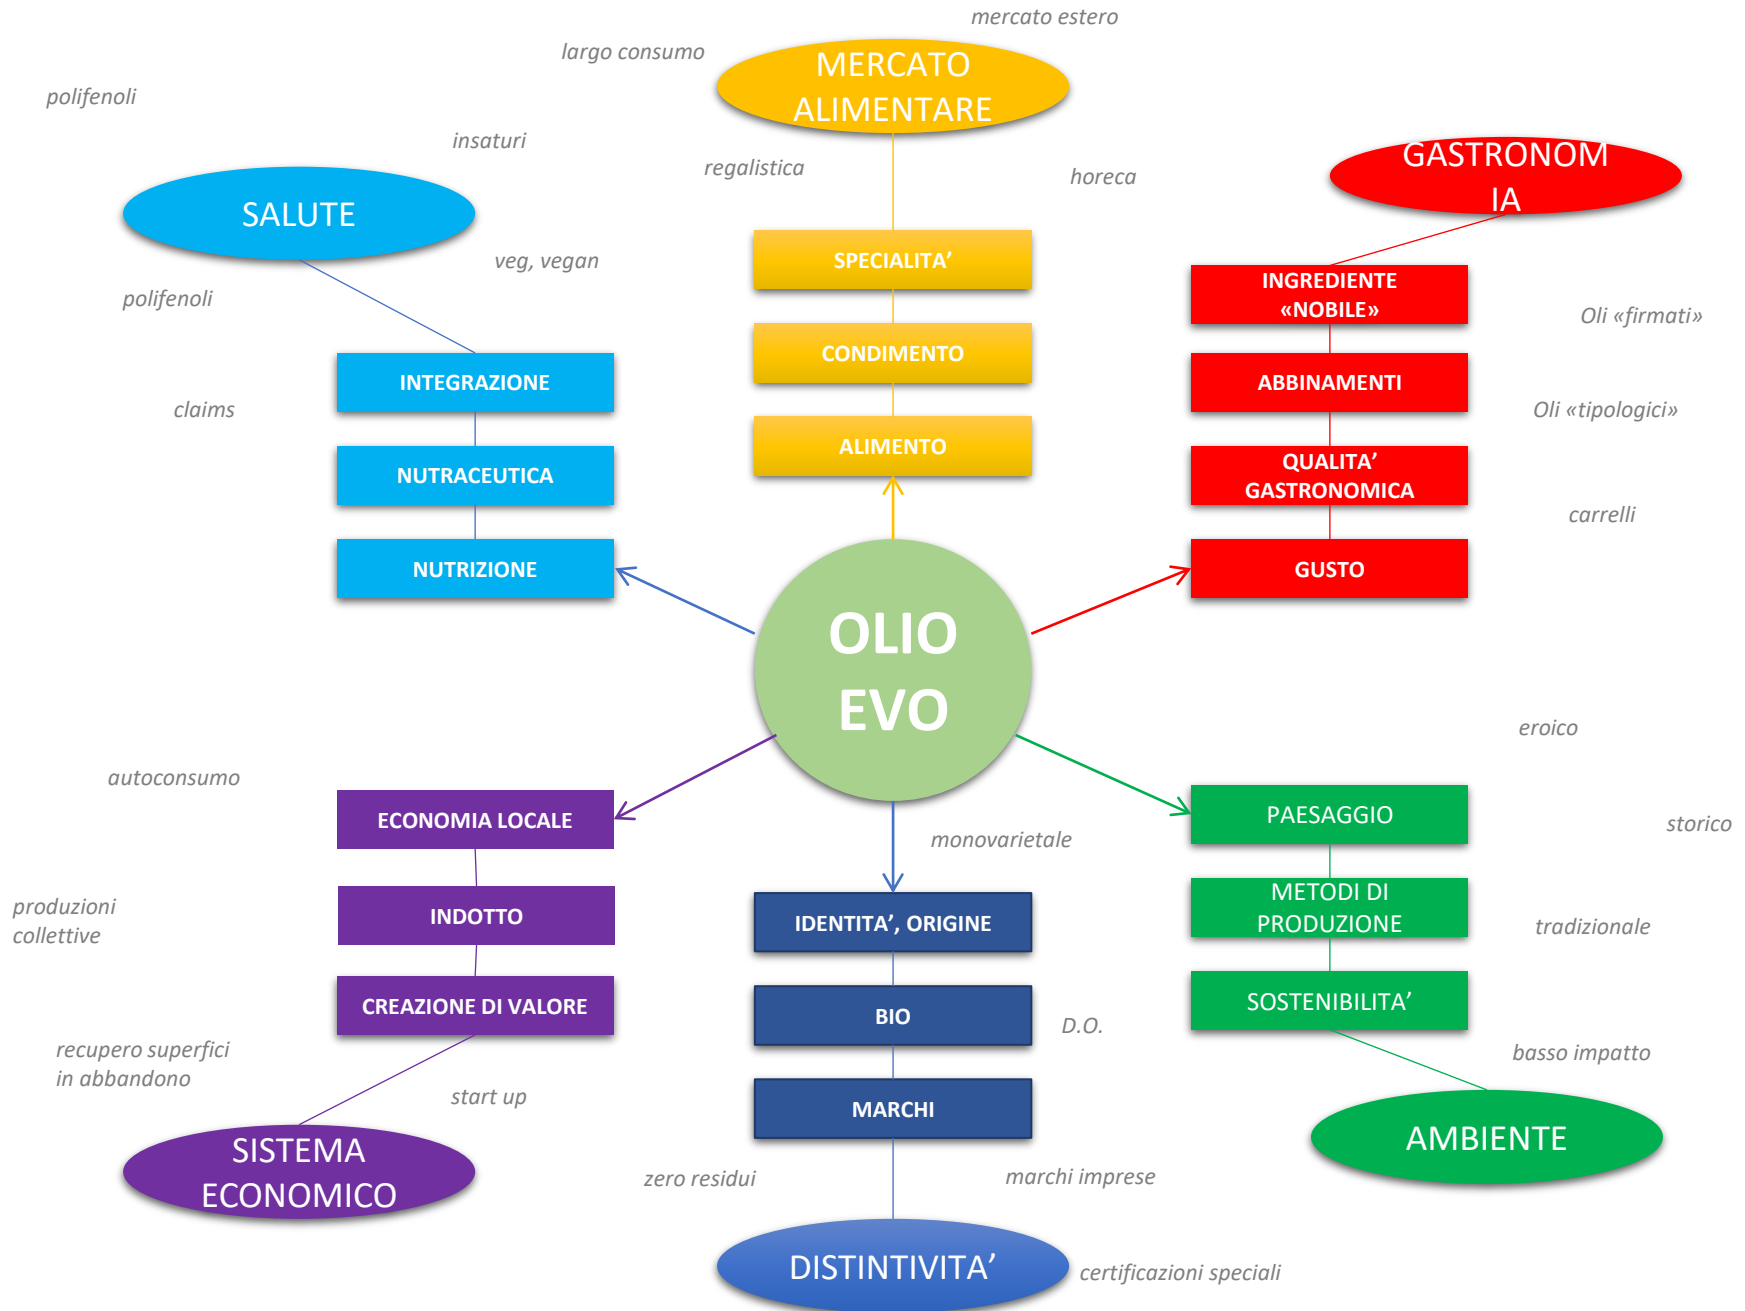 mercato estero
largo consumo
MERCATO
ALIMENTARE
polifenoli
insaturi
regalistica
horeca
GASTRONOM
IA
SALUTE
veg, vegan
SPECIALITA’
INGREDIENTE
«NOBILE»
polifenoli
Oli «firmati»
CONDIMENTO
INTEGRAZIONE
ABBINAMENTI
claims
Oli «tipologici»
ALIMENTO
NUTRACEUTICA
QUALITA’
GASTRONOMICA
carrelli
NUTRIZIONE
GUSTO
OLIO
EVO
eroico
autoconsumo
ECONOMIA LOCALE
PAESAGGIO
storico
monovarietale
produzioni
collettive
INDOTTO
IDENTITA’, ORIGINE
METODI DI
PRODUZIONE
tradizionale
CREAZIONE DI VALORE
BIO
D.O.
SOSTENIBILITA’
recupero superfici
in abbandono
basso impatto
start up
MARCHI
SISTEMA
ECONOMICO
AMBIENTE
zero residui
marchi imprese
DISTINTIVITA’
certificazioni speciali